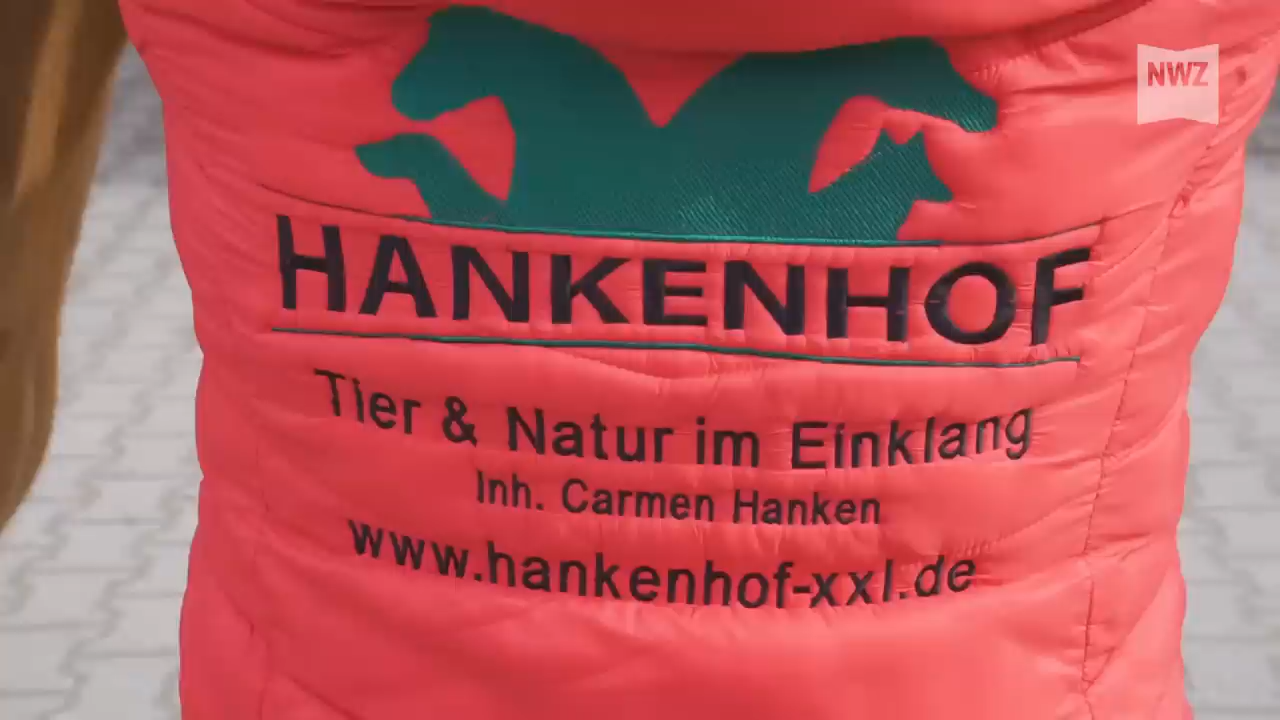 NWZ
HANKENHOF
Tier & Natur im Einklang
Inh. Carmen Hanken
www.hankenhof-xxl.de